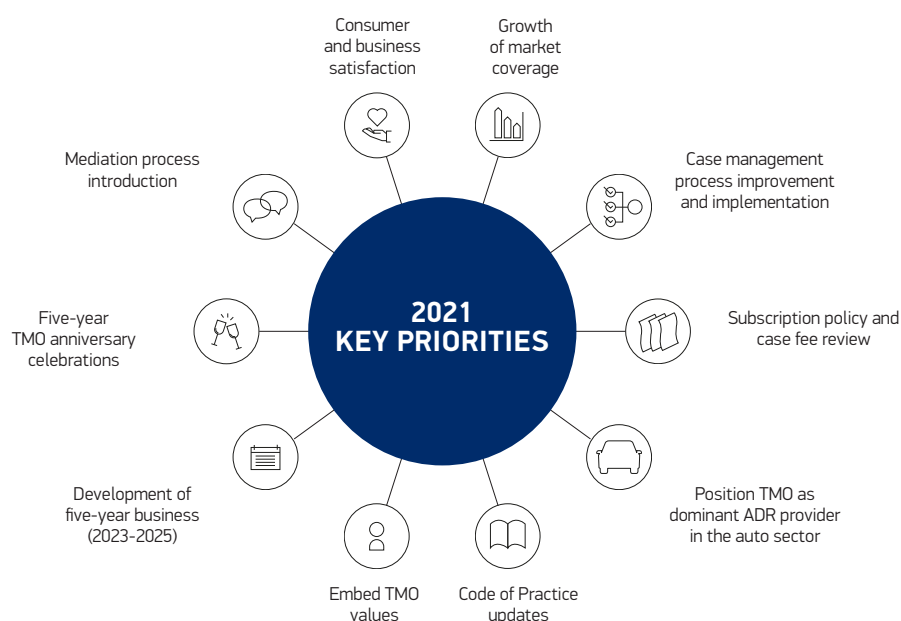 Consumer
and business
satisfaction
Growth
of market
coverage
Mediation process
introduction
Case management
process improvement
and implementation
2021
KEY PRIORITIES
Five-year
TMO anniversary
celebrations
Subscription policy and
case fee review
Development of
five-year business
(2023-2025)
Position TMO as
dominant ADR provider
in the auto sector
Embed TMO
values
Code of Practice
updates